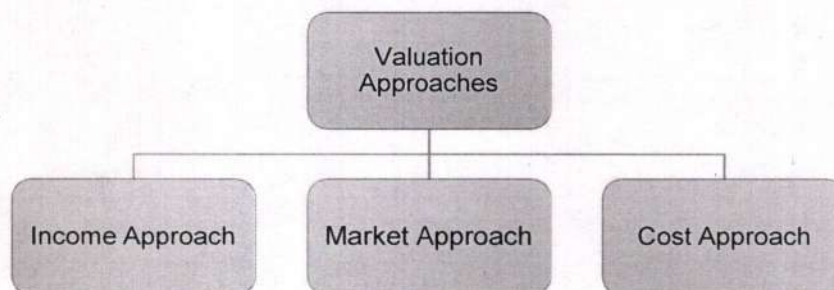 Valuation
Approaches
Income Approach
Market Approach
Cost Approach